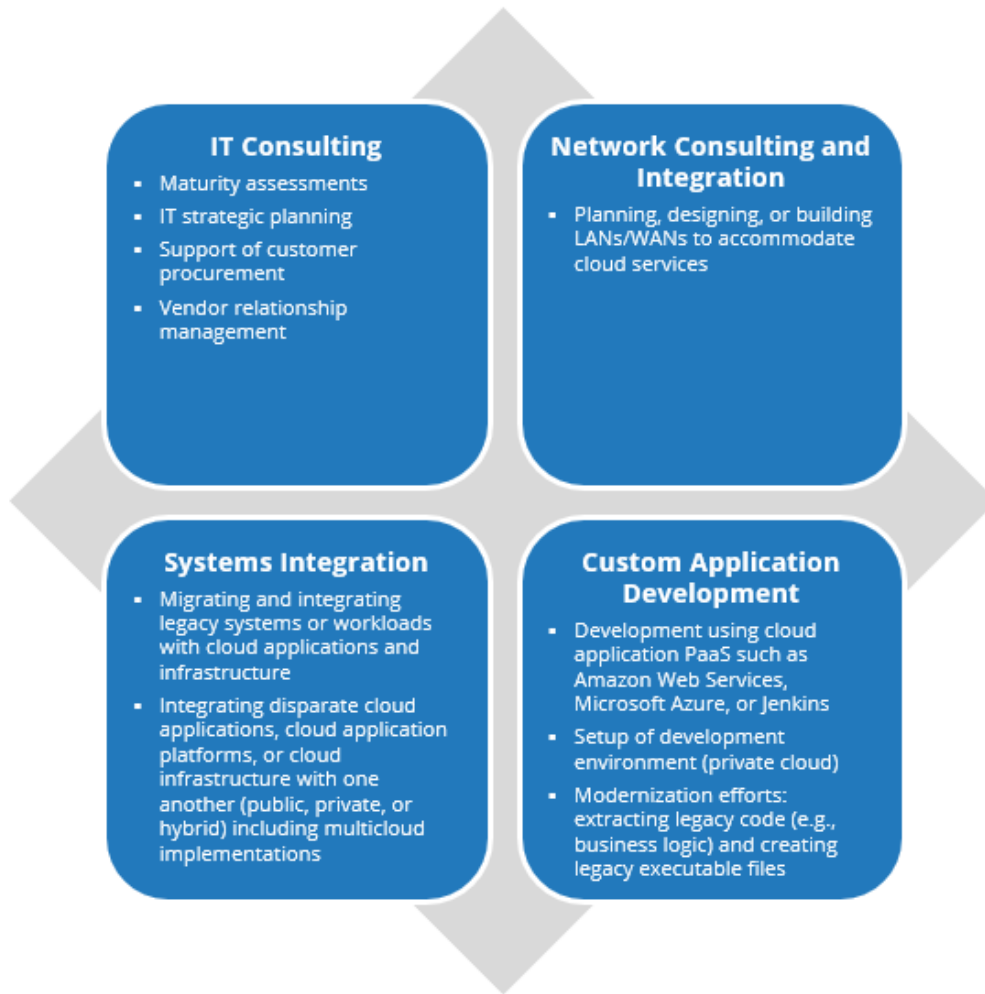 IT Consulting
▪ Maturity assessments
▪ IT strategic planning
▪ Support of customer
procurement
▪ Vendor relationship
management
Network Consulting and
Integration
▪ Planning, designing, or building
LANs/WANs to accommodate
cloud services
Systems Integration
▪ Migrating and integrating
legacy systems or workloads
with cloud applications and
infrastructure
▪ Integrating disparate cloud
applications, cloud application
platforms, or cloud
infrastructure with one
another (public, private, or
hybrid) including multicloud
implementations
Custom Application
Development
▪ Development using cloud
application PaaS such as
Amazon Web Services,
Microsoft Azure, or Jenkins
▪ Setup of development
environment (private cloud)
▪ Modernization efforts:
extracting legacy code (e.g.,
business logic) and creating
legacy executable files